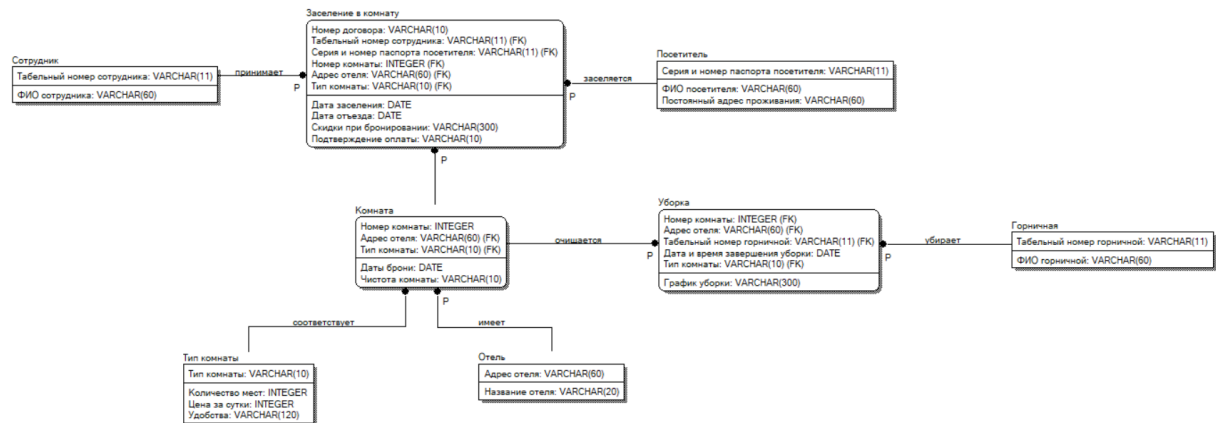 Заселение в комнату
Номер договора: VARCHAR(10)
Табельный номер сотрудника: VARCHAR(11) (FK)
Серия и номер паспорта посетителя: VARCHAR(11) (FK)
Номер комнаты: INTEGER (FK)
Адрес отеля: VARCHAR(60) (FK)
Тип комнаты: VARCHAR(10) (FK)
Дата заселения: DATE
Дата отъезда: DATE
Скидки при бронировании: VARCHAR(300)
Подтверждение оплаты: VARCHAR(10)
Сотрудник
Табельный номер сотрудника: VARCHAR(11)
ФИО сотрудника: VARCHAR(60)
принимает
P
Посетитель
Серия и номер паспорта посетителя: VARCHAR(11)
ФИО посетителя: VARCHAR(60)
Постоянный адрес проживания: VARCHAR(60)
заселяется
P
P
Комната
Номер комнаты: INTEGER
Адрес отеля: VARCHAR(60) (FK)
Тип комнаты: VARCHAR(10) (FK)
Даты брони: DATE
Чистота комнаты: VARCHAR(10)
очищается
P
Уборка
Номер комнаты: INTEGER (FK)
Адрес отеля: VARCHAR(60) (FK)
Табельный номер горничной: VARCHAR(11) (FK)
Дата и время завершения уборки: DATE
Тип комнаты: VARCHAR(10) (FK)
График уборки: VARCHAR(300)
убирает
P
Горничная
Табельный номер горничной: VARCHAR(11)
ФИО горничной: VARCHAR(60)
P
соответствует
имеет
Тип комнаты
Тип комнаты: VARCHAR(10)
Количество мест: INTEGER
Цена за сутки: INTEGER
Удобства: VARCHAR(120)
Отель
Адрес отеля: VARCHAR(60)
Название отеля: VARCHAR(20)